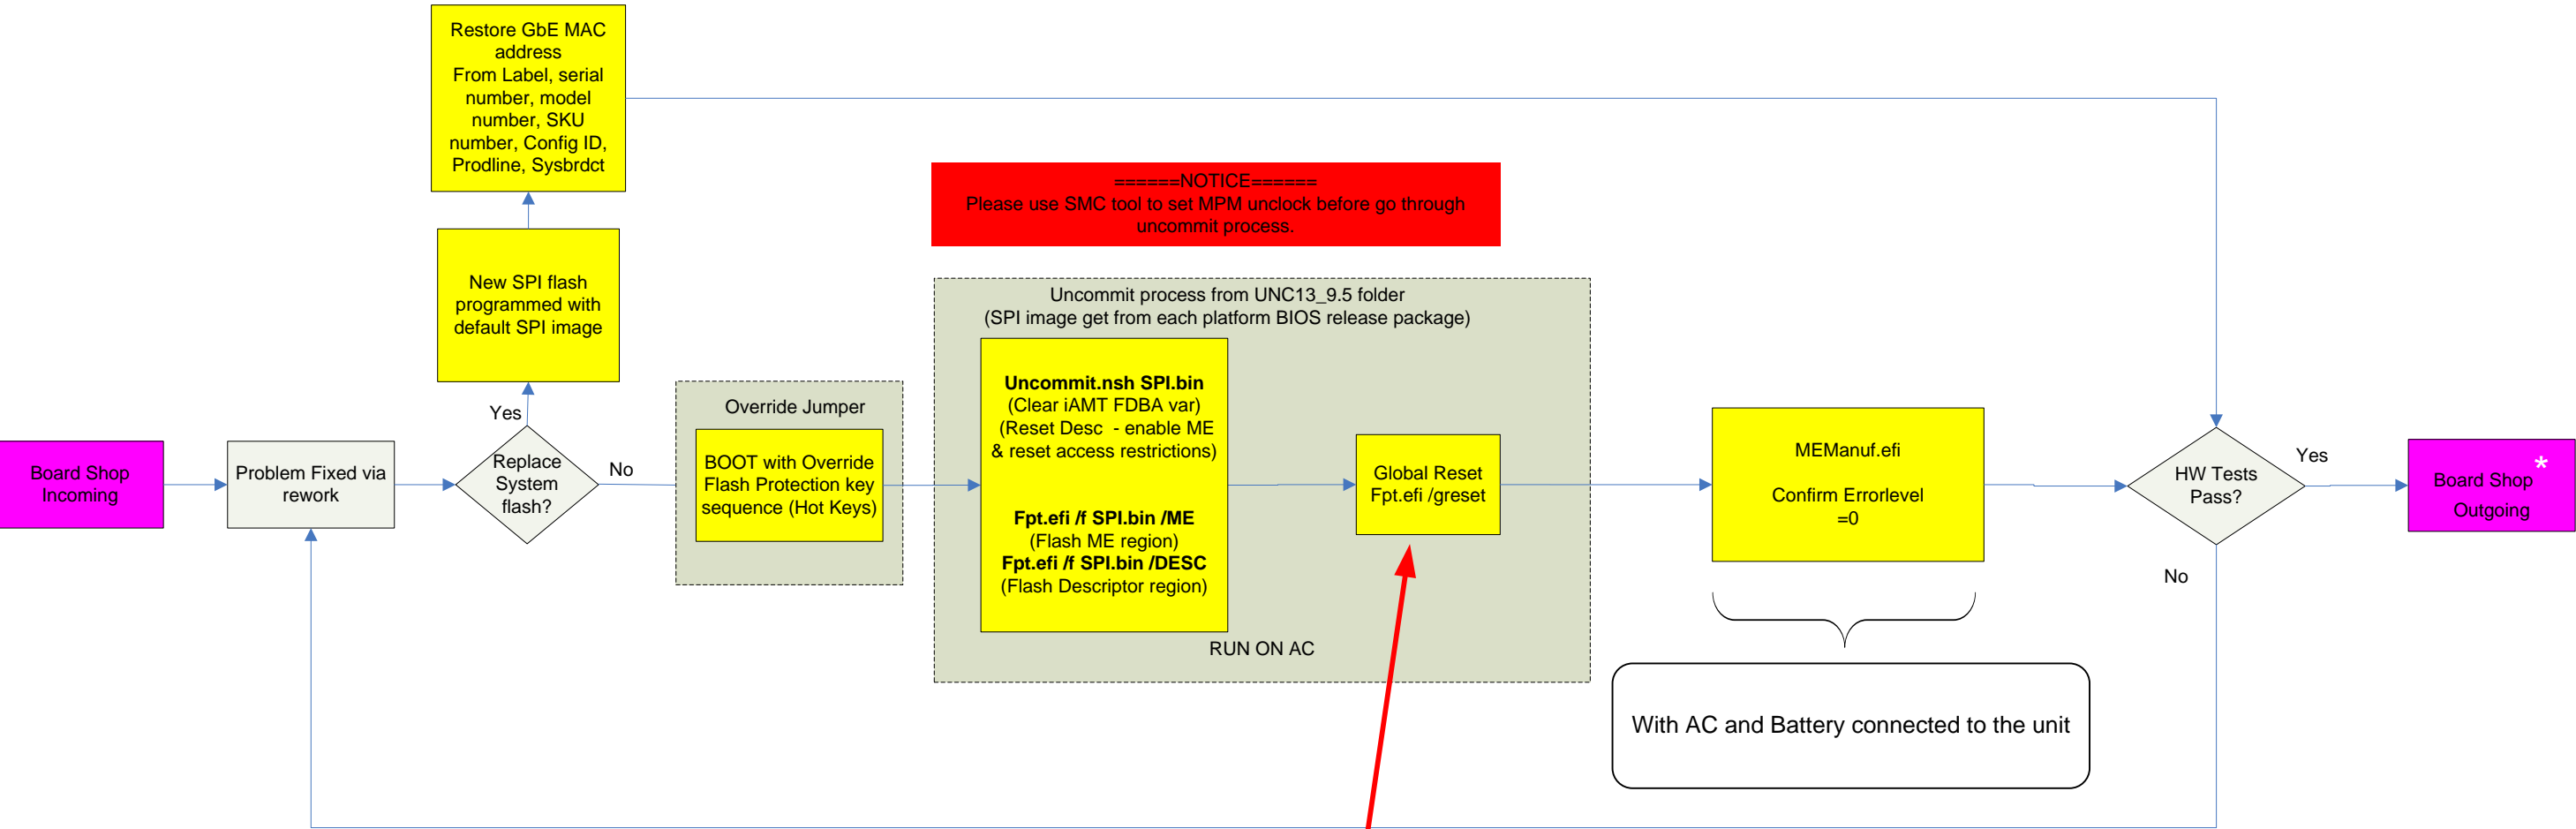 Restore GbE MAC
address
From Label, serial
number, model
number, SKU
number, Config ID,
Prodline, Sysbrdct
======NOTICE======
Please use SMC tool to set MPM unclock before go through
uncommit process.
New SPI flash
programmed with
default SPI image
Yes
Board Shop
Incoming
Problem Fixed via
rework
Replace
System
flash?
No
Override Jumper
BOOT with Override
Flash Protection key
sequence (Hot Keys)
Uncommit process from UNC13_9.5 folder
(SPI image get from each platform BIOS release package)
Uncommit.nsh SPI.bin
(Clear iAMT FDBA var)
(Reset Desc  - enable ME
& reset access restrictions)
Fpt.efi /f SPI.bin /ME
(Flash ME region)
Fpt.efi /f SPI.bin /DESC
(Flash Descriptor region)
Global Reset
Fpt.efi /greset
RUN ON AC
MEManuf.efi
Confirm Errorlevel
=0
With AC and Battery connected to the unit
HW Tests
Pass?
Yes
No
Board Shop *
Outgoing